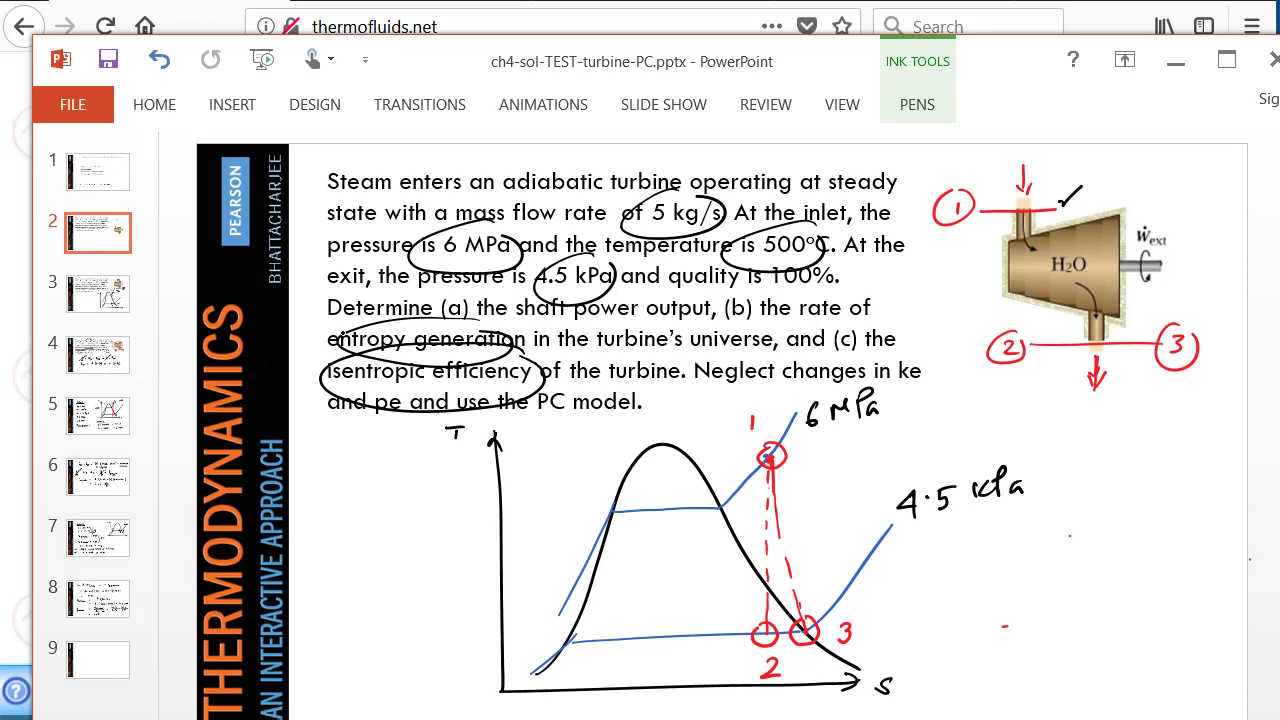 thermofluids.net
Search
ch4-sol-TEST-turbine-PC.pptx - PowerPoint
INK TOOLS
?
FILE
HOME
INSERT
DESIGN
TRANSITIONS
ANIMATIONS
SLIDE SHOW
REVIEW
VIEW
PENS
Sig
1
2
3
4
5
6
7
8
9
PEARSON
BHATTACHARJEE
THERMODYNAMICS
AN INTERACTIVE APPROACH
Steam enters an adiabatic turbine operating at steady
state with a mass flow rate of 5 kg/s. At the inlet, the
pressure is 6 MPa and the temperature is 500°C. At the
exit, the pressure is 4.5 kPa and quality is 100%.
Determine (a) the shaft power output, (b) the rate of
entropy generation in the turbine's universe, and (c) the
isentropic efficiency of the turbine. Neglect changes in ke
and pe and use the PC model.
1
H₂O
Ẇext
2
3
T
1
6 MPa
4.5 kPa
3
2
s
?